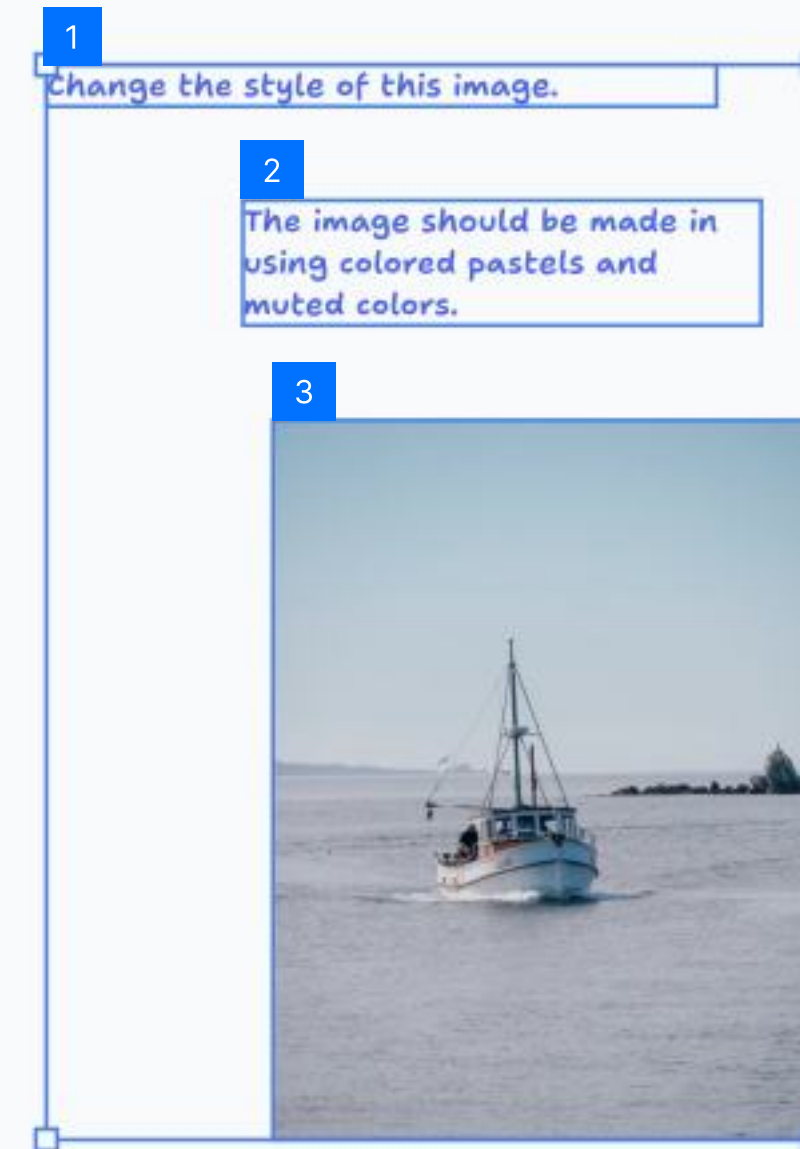 1
Change the style of this image.
2
The image should be made in
using colored pastels and
muted colors.
3